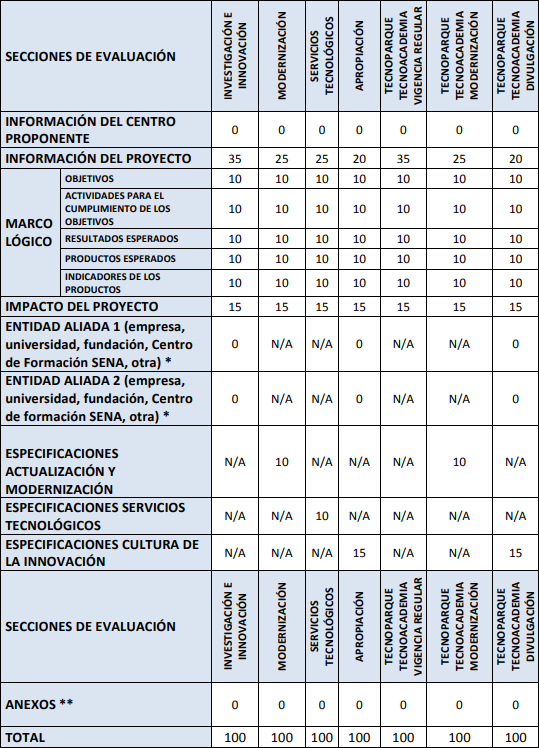 SECCIONES DE EVALUACIÓN
INVESTIGACIÓN E
INNOVACIÓN
MODERNIZACIÓN
SERVICIOS
TECNOLÓGICOS
APROPIACIÓN
TECNOPARQUE
TECNOACADEMIA
VIGENCIA REGULAR
TECNOPARQUE
TECNOACADEMIA
MODERNIZACIÓN
TECNOPARQUE
TECNOACADEMIA
DIVULGACIÓN
INFORMACIÓN DEL CENTRO
PROPONENTE
0 0 0 0 0 0 0
INFORMACIÓN DEL PROYECTO 35 25 25 20 35 25 20
MARCO
LÓGICO
OBJETIVOS 10 10 10 10 10 10 10
ACTIVIDADES PARA EL
CUMPLIMIENTO DE LOS
OBJETIVOS
10 10 10 10 10 10 10
RESULTADOS ESPERADOS 10 10 10 10 10 10 10
PRODUCTOS ESPERADOS 10 10 10 10 10 10 10
INDICADORES DE LOS
PRODUCTOS
10 10 10 10 10 10 10
IMPACTO DEL PROYECTO 15 15 15 15 15 15 15
ENTIDAD ALIADA 1 (empresa,
universidad, fundación, Centro
de Formación SENA, otra) *
0 N/A N/A 0 N/A N/A 0
ENTIDAD ALIADA 2 (empresa,
universidad, fundación, Centro
de formación SENA, otra) *
0 N/A N/A 0 N/A N/A 0
ESPECIFICACIONES
ACTUALIZACIÓN Y
MODERNIZACIÓN
N/A 10 N/A N/A N/A 10 N/A
ESPECIFICACIONES SERVICIOS
TECNOLÓGICOS
N/A N/A 10 N/A N/A N/A N/A
ESPECIFICACIONES CULTURA DE
LA INNOVACIÓN
N/A N/A N/A 15 N/A N/A 15
SECCIONES DE EVALUACIÓN
INVESTIGACIÓN E
INNOVACIÓN
MODERNIZACIÓN
SERVICIOS
TECNOLÓGICOS
APROPIACIÓN
TECNOPARQUE
TECNOACADEMIA
VIGENCIA REGULAR
TECNOPARQUE
TECNOACADEMIA
MODERNIZACIÓN
TECNOPARQUE
TECNOACADEMIA
DIVULGACIÓN
ANEXOS ** 0 0 0 0 0 0 0
TOTAL 100 100 100 100 100 100 100